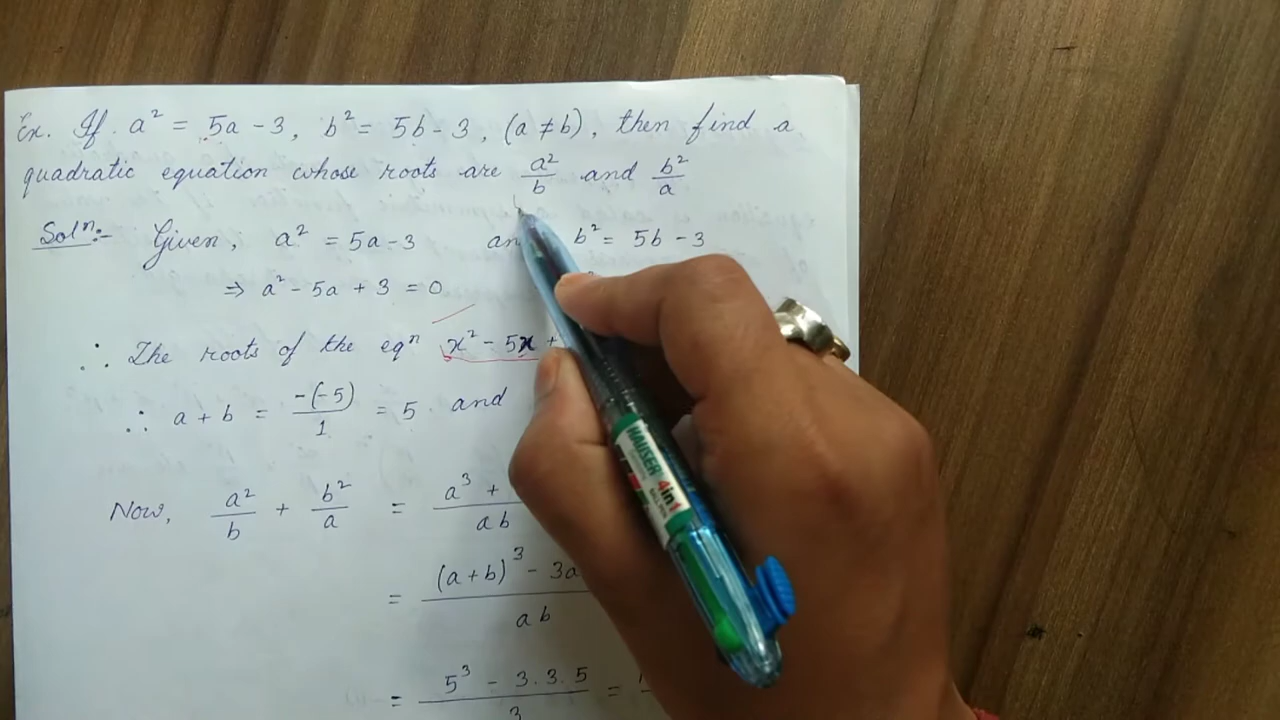 Ex. If a² = 5a - 3, b² = 5b - 3, (a ≠ b), then find a
quadratic equation whose roots are a²/b and b²/a
Solⁿ:- Given, a² = 5a - 3 an b² = 5b - 3
⇒ a² - 5a + 3 = 0
∴ The roots of the eqⁿ x² - 5x +
∴ a + b = -(-5)/1 = 5 and
Now, a²/b + b²/a = a³ + / ab
= (a + b)³ - 3a / ab
= 5³ - 3.3.5 / 3 =
HAUSER 4in1